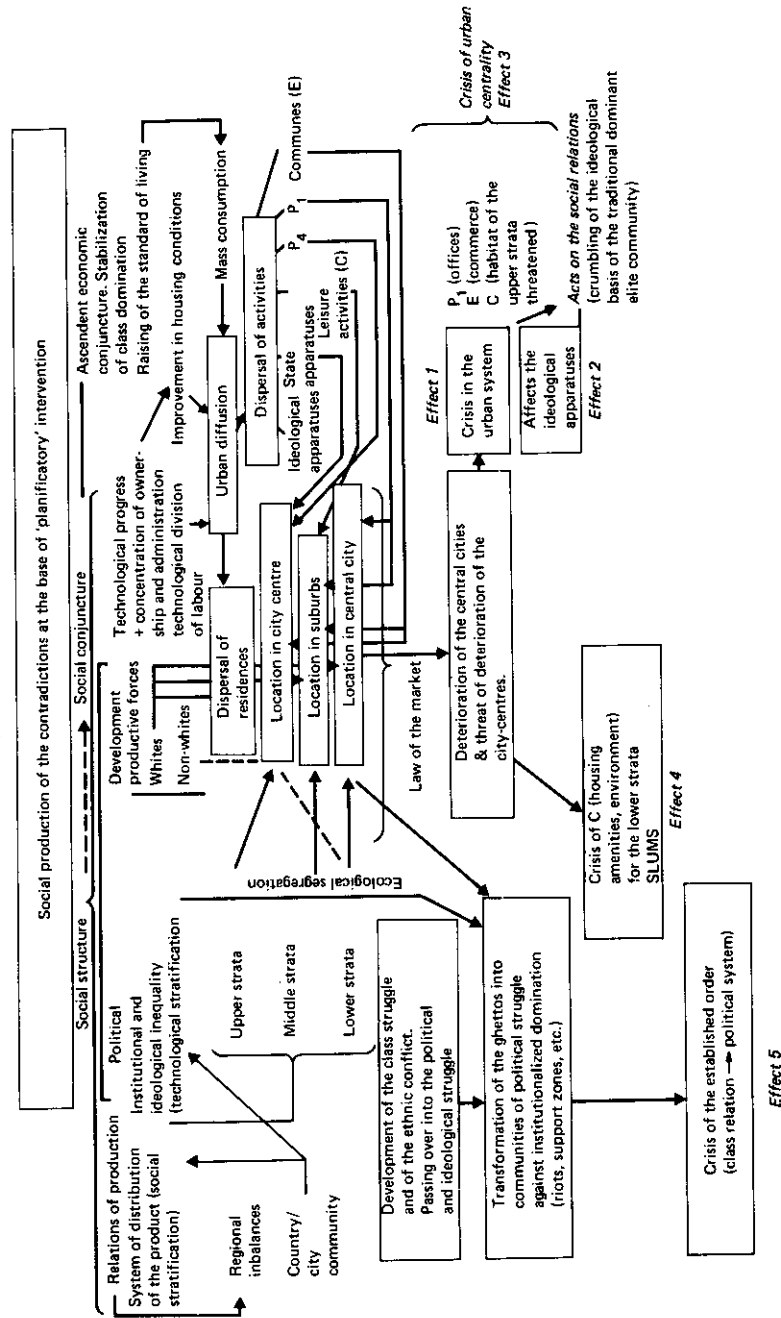 Social production of the contradictions at the base of 'planificatory' intervention
Social structure
Social conjuncture
Relations of production
System of distribution
of the product (social
stratification)
Regional
inbalances
Country/
city
community
Political
Institutional and
ideological inequality
(technological stratification)
Upper strata
Middle strata
Lower strata
Ecological segregation
Development
productive forces
Whites
Non-whites
Technological progress
+ concentration of owner-
ship and administration
technological division
of labour
Ascendent economic
conjuncture. Stabilization
of class domination
Raising of the standard of living
Improvement in housing conditions
Mass consumption
Urban diffusion
Dispersal of
residences
Dispersal of activities
Ideological State
apparatuses apparatuses
Leisure
activities (C)
P4
P1
Communes (E)
Location in city centre
Location in suburbs
Location in central city
Law of the market
Development of the class struggle
and of the ethnic conflict.
Passing over into the political
and ideological struggle
Transformation of the ghettos into
communities of political struggle
against institutionalized domination
(riots, support zones, etc.)
Deterioration of the central cities
& threat of deterioration of the
city-centres.
Effect 1
Crisis in the
urban system
P1 (offices)
E (commerce)
C (habitat of the
upper strata
threatened )
Crisis of urban
centrality
Effect 3
Affects the
ideological
apparatuses
Effect 2
Acts on the social relations
(crumbling of the ideological
basis of the traditional dominant
elite community)
Crisis of C (housing
amenities, environment)
for the lower strata
SLUMS
Effect 4
Crisis of the established order
(class relation → political system)
Effect 5